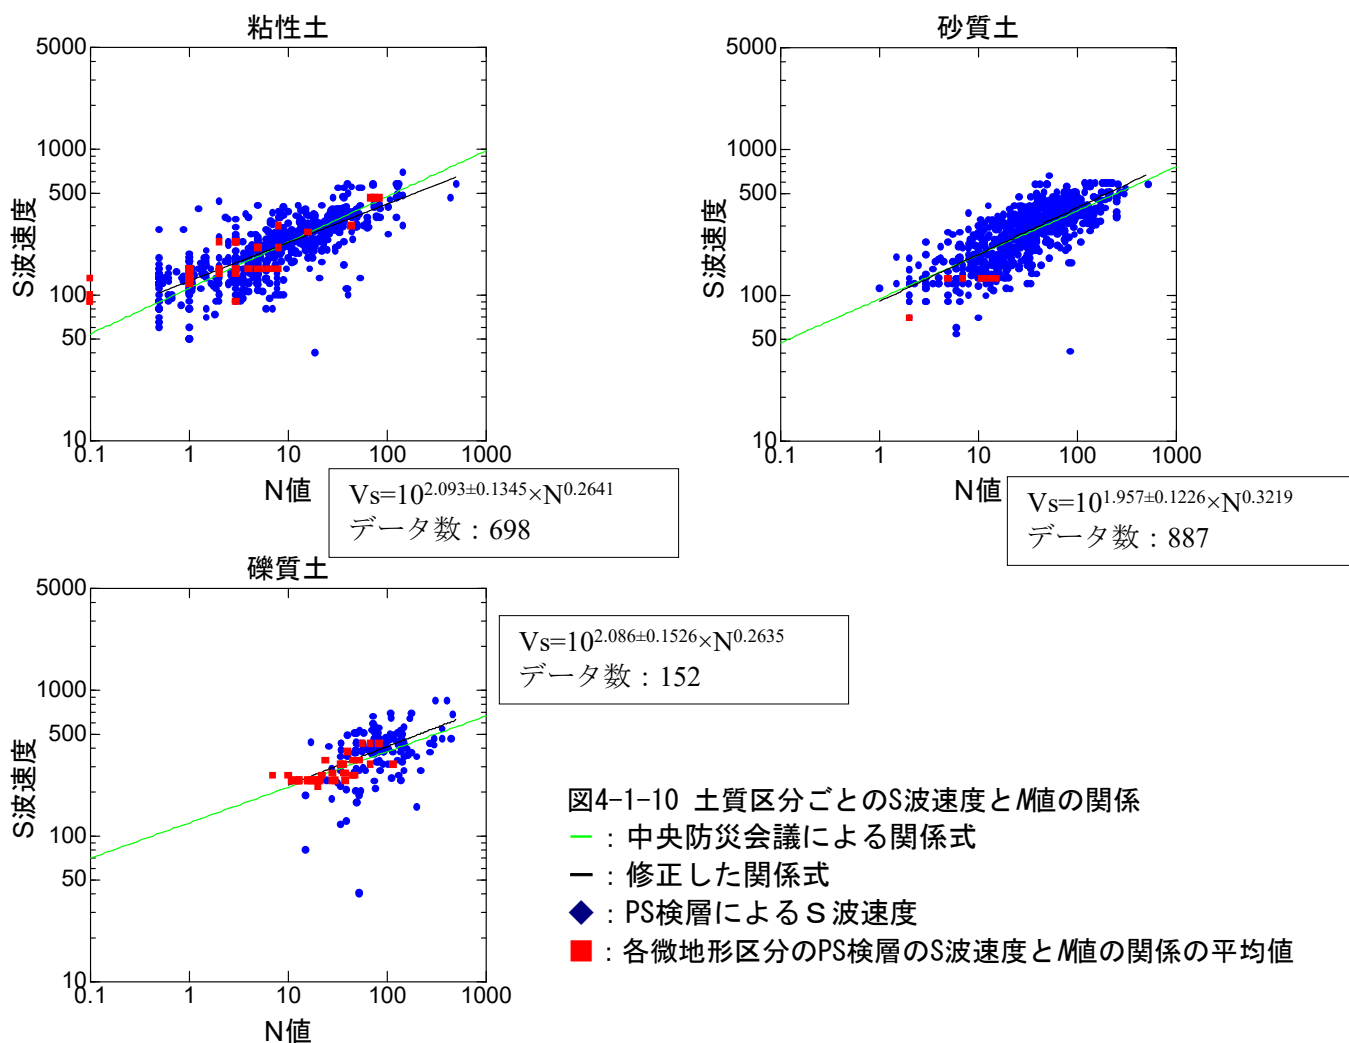 粘性土
5000
1000
500
100
50
10
0.1 1 10 100 1000
S波速度
N値
Vs=10^2.093±0.1345×N^0.2641
データ数：698
砂質土
5000
1000
500
100
50
10
0.1 1 10 100 1000
S波速度
N値
Vs=10^1.957±0.1226×N^0.3219
データ数：887
礫質土
5000
1000
500
100
50
10
0.1 1 10 100 1000
S波速度
N値
Vs=10^2.086±0.1526×N^0.2635
データ数：152
図4-1-10 土質区分ごとのS波速度とN値の関係
：中央防災会議による関係式
：修正した関係式
：PS検層によるＳ波速度
：各微地形区分のPS検層のS波速度とN値の関係の平均値